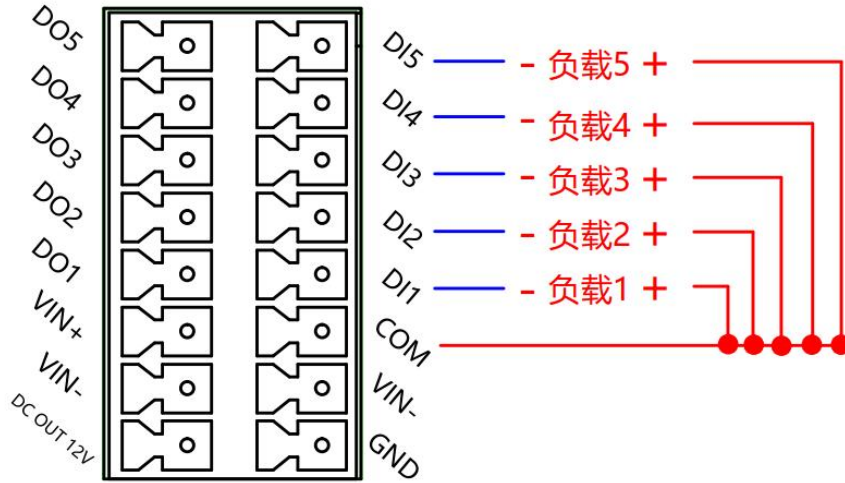 DO5
DO4
DO3
DO2
DO1
VIN+
VIN-
DC OUT 12V
DI5 - 负载5 +
DI4 - 负载4 +
DI3 - 负载3 +
DI2 - 负载2 +
DI1 - 负载1 +
COM
VIN-
GND